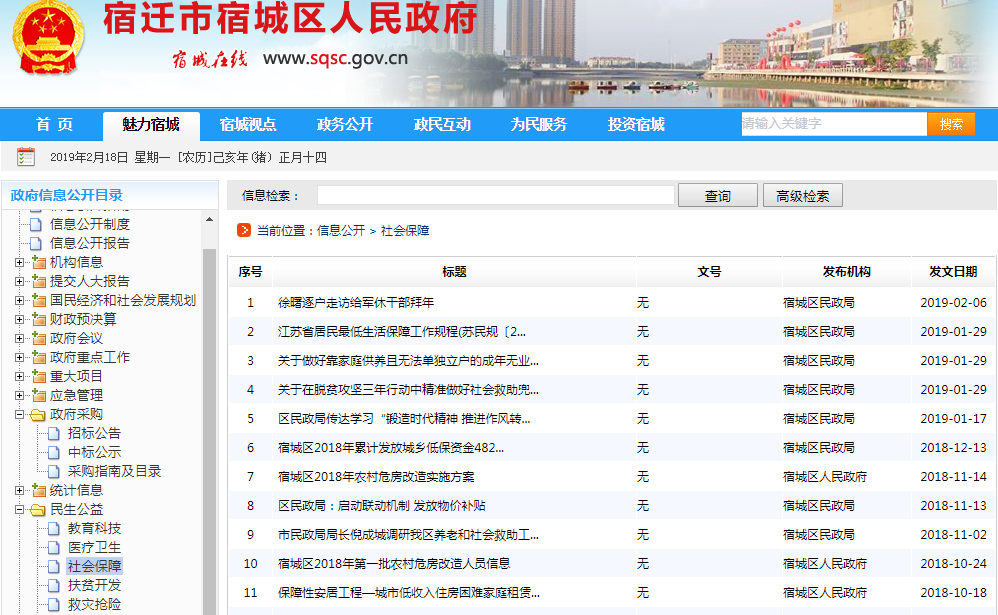 宿迁市宿城区人民政府
宿城在线 www.sqsc.gov.cn
首 页 魅力宿城 宿城视点 政务公开 政民互动 为民服务 投资宿城 请输入关键字 搜索
2019年2月18日 星期一 [农历]己亥年(猪) 正月十四
政府信息公开目录
信息公开制度
信息公开报告
机构信息
提交人大报告
国民经济和社会发展规划
财政预决算
政府会议
政府重点工作
重大项目
应急管理
政府采购
招标公告
中标公示
采购指南及目录
统计信息
民生公益
教育科技
医疗卫生
社会保障
扶贫开发
救灾抢险
信息检索： 查询 高级检索
当前位置：信息公开 > 社会保障
序号 标题 文号 发布机构 发文日期
1 徐曙逐户走访给军休干部拜年 无 宿城区民政局 2019-02-06
2 江苏省居民最低生活保障工作规程(苏民规〔2... 无 宿城区民政局 2019-01-29
3 关于做好靠家庭供养且无法单独立户的成年无业... 无 宿城区民政局 2019-01-29
4 关于在脱贫攻坚三年行动中精准做好社会救助兜... 无 宿城区民政局 2019-01-29
5 区民政局传达学习“锻造时代精神 推进作风转... 无 宿城区民政局 2019-01-17
6 宿城区2018年累计发放城乡低保资金482... 无 宿城区民政局 2018-12-13
7 宿城区2018年农村危房改造实施方案 无 宿城区人民政府 2018-11-14
8 区民政局：启动联动机制 发放物价补贴 无 宿城区民政局 2018-11-13
9 市民政局局长倪成城调研我区养老和社会救助工... 无 宿城区民政局 2018-11-02
10 宿城区2018年第一批农村危房改造人员信息 无 宿城区人民政府 2018-10-24
11 保障性安居工程—城市低收入住房困难家庭租赁... 无 宿城区人民政府 2018-10-18